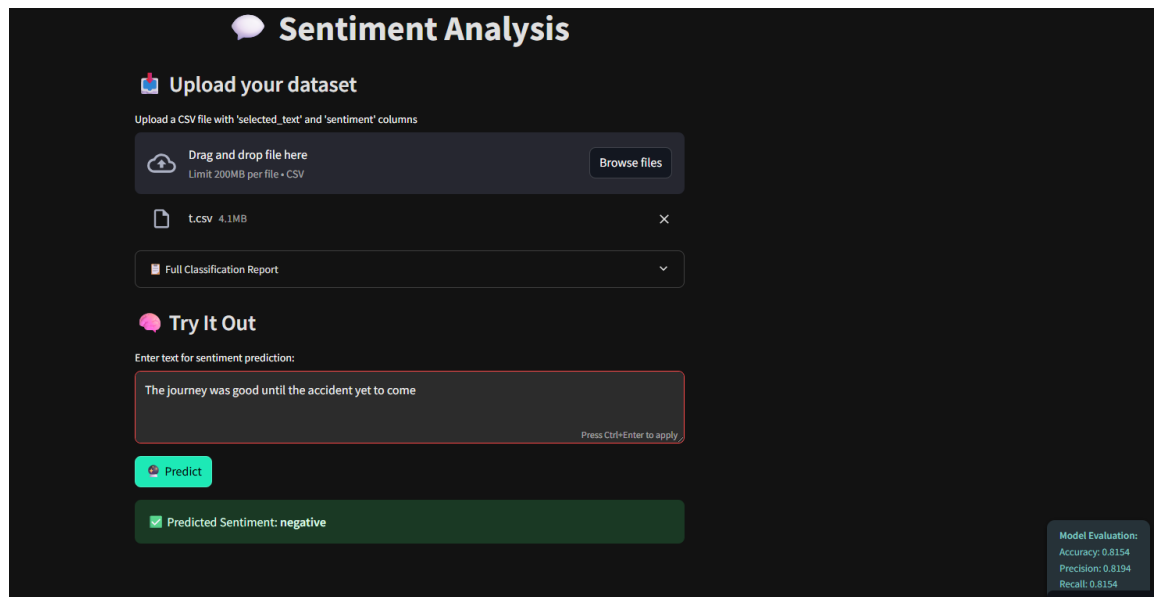 Sentiment Analysis
Upload your dataset
Upload a CSV file with 'selected_text' and 'sentiment' columns
Drag and drop file here
Limit 200MB per file • CSV
Browse files
t.csv 4.1MB
Full Classification Report
Try It Out
Enter text for sentiment prediction:
The journey was good until the accident yet to come
Press Ctrl+Enter to apply
Predict
Predicted Sentiment: negative
Model Evaluation:
Accuracy: 0.8154
Precision: 0.8194
Recall: 0.8154